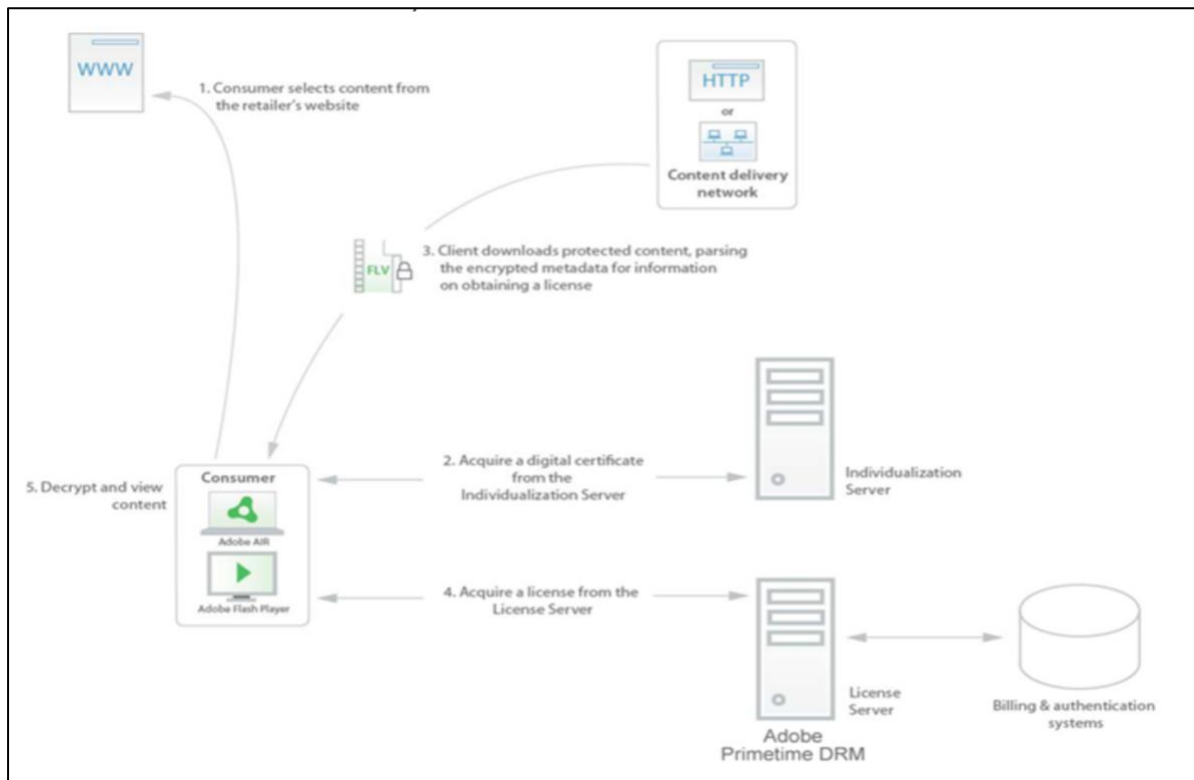 WWW
1. Consumer selects content from
the retailer's website
HTTP
or
Content delivery
network
3. Client downloads protected content, parsing
the encrypted metadata for information
on obtaining a license
FLV
5. Decrypt and view
content
Consumer
Adobe AIR
Adobe Flash Player
2. Acquire a digital certificate
from the
Individualization Server
Individualization
Server
4. Acquire a license from the
License Server
License
Server
Adobe
Primetime DRM
Billing & authentication
systems